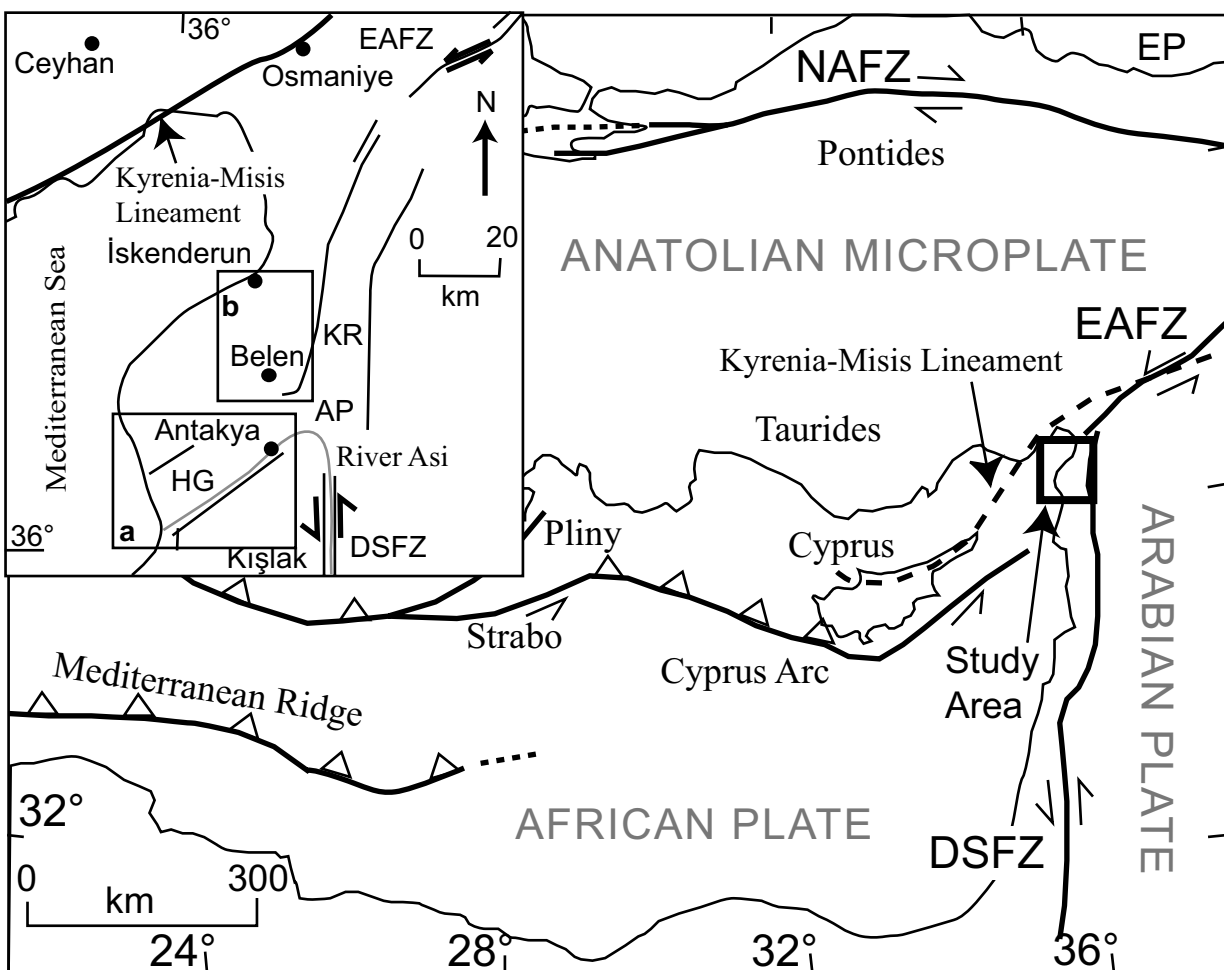 36°
Ceyhan
Osmaniye
EAFZ
N
Kyrenia-Misis
Lineament
İskenderun
0 20
km
Mediterranean Sea
b
Belen
KR
AP
Antakya
River Asi
HG
a
36°
Kışlak
DSFZ
EP
NAFZ
Pontides
ANATOLIAN MICROPLATE
EAFZ
Kyrenia-Misis Lineament
Taurides
Pliny
Cyprus
Strabo
Cyprus Arc
Study
Area
ARABIAN PLATE
Mediterranean Ridge
32°
AFRICAN PLATE
DSFZ
0 300
km
24°
28°
32°
36°